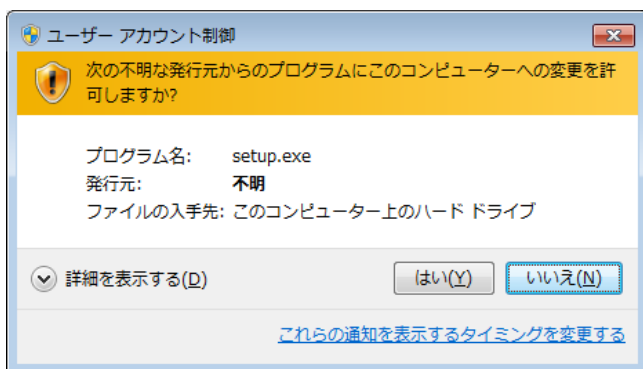 ユーザー アカウント制御
次の不明な発行元からのプログラムにこのコンピューターへの変更を許
可しますか?
プログラム名: setup.exe
発行元: 不明
ファイルの入手先: このコンピューター上のハード ドライブ
詳細を表示する(D) はい(Y) いいえ(N)
これらの通知を表示するタイミングを変更する